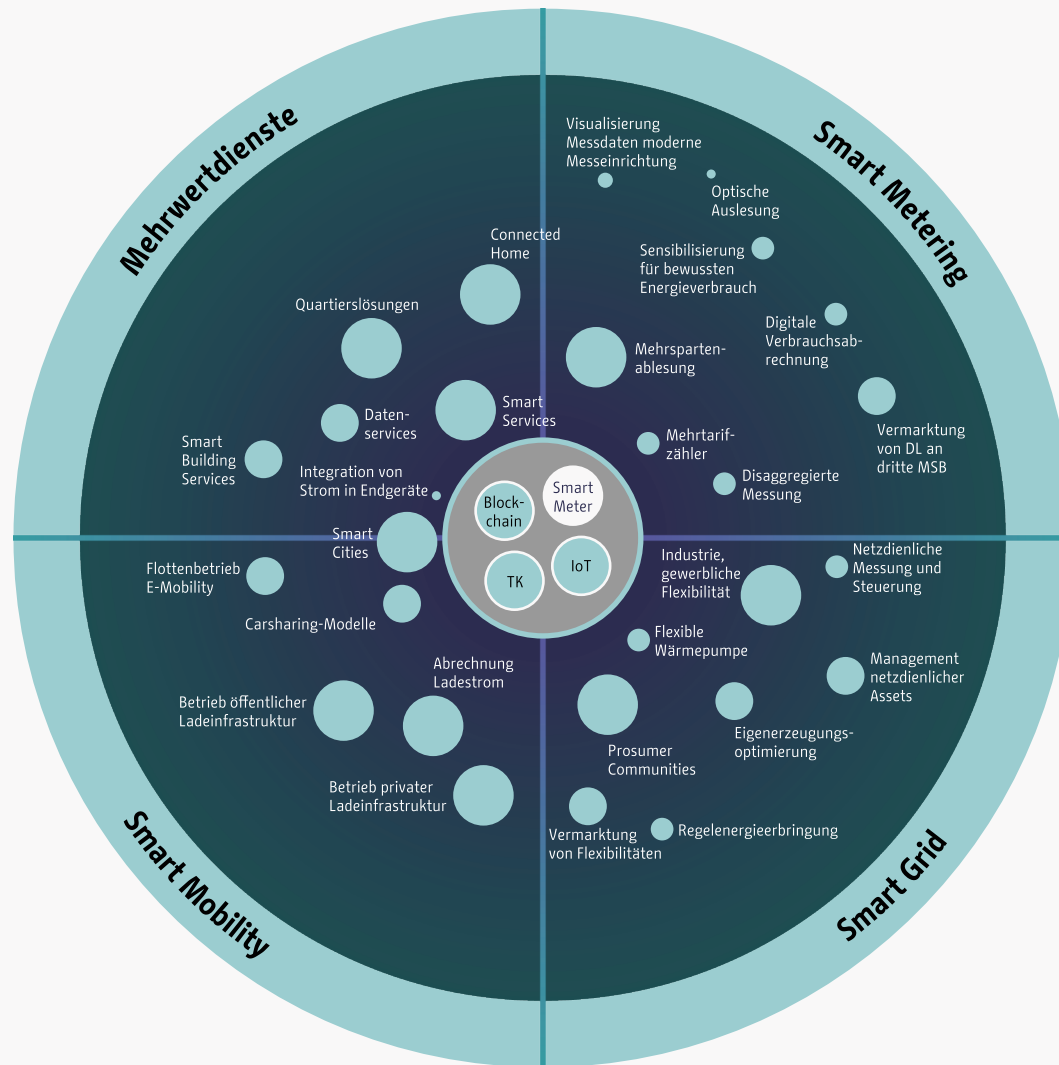 Mehrwertdienste
Connected
Home
Quartierslösungen
Smart
Services
Daten-
services
Smart
Building
Services
Integration von
Strom in Endgeräte
Smart
Cities
Smart Metering
Visualisierung
Messdaten moderne
Messeinrichtung
Optische
Auslesung
Sensibilisierung
für bewussten
Energieverbrauch
Digitale
Verbrauchsab-
rechnung
Mehrsparten-
ablesung
Vermarktung
von DL an
dritte MSB
Mehrtarif-
zähler
Disaggregierte
Messung
Block-
chain
Smart
Meter
TK
IoT
Flottenbetrieb
E-Mobility
Carsharing-Modelle
Abrechnung
Ladestrom
Betrieb öffentlicher
Ladeinfrastruktur
Betrieb privater
Ladeinfrastruktur
Smart Mobility
Industrie,
gewerbliche
Flexibilität
Netzdienliche
Messung und
Steuerung
Flexible
Wärmepumpe
Management
netzdienlicher
Assets
Eigenerzeugungs-
optimierung
Prosumer
Communities
Vermarktung
von Flexibilitäten
Regelenergieerbringung
Smart Grid